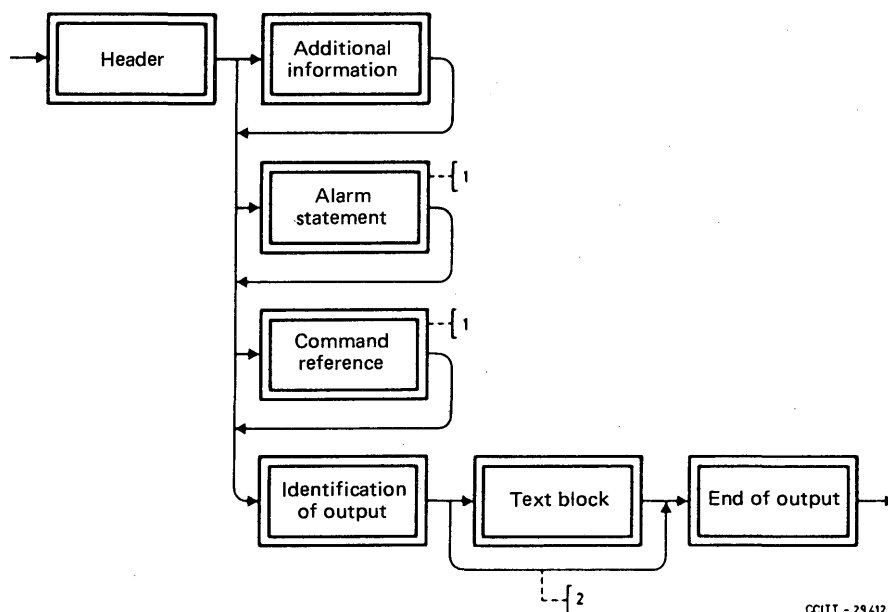 Header
Additional
information
1
Alarm
statement
1
Command
reference
Identification
of output
Text block
End of output
2
CCITT - 29412